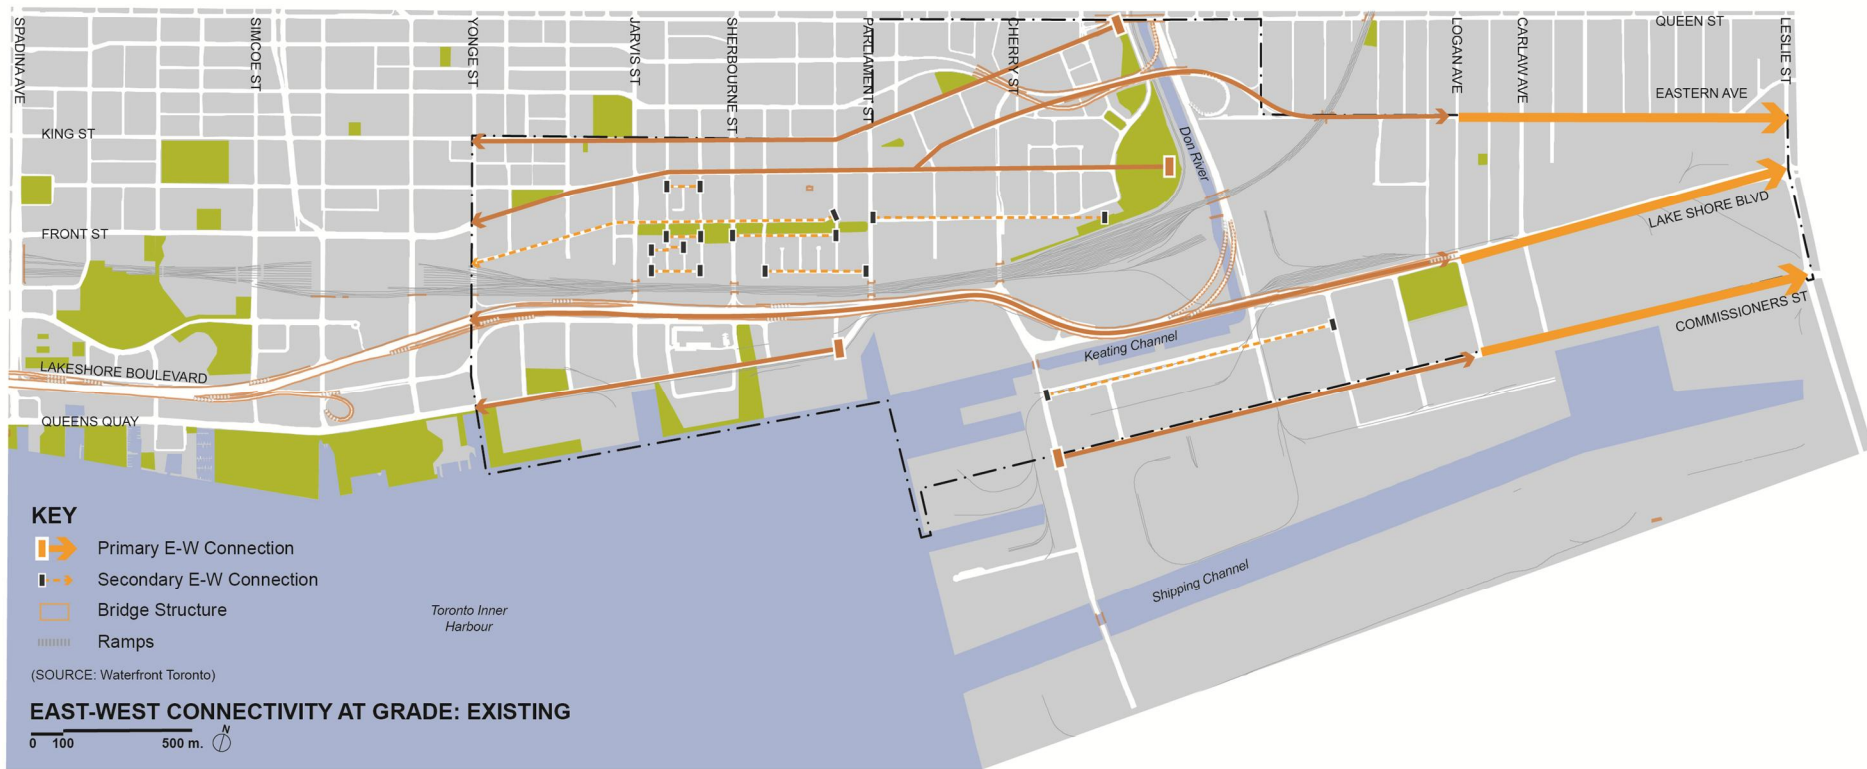 SPADINA AVE
SIMCOE ST
YONGE ST
JARVIS ST
SHERBOURNE ST
PARLIAMENT ST
CHERRY ST
LOGAN AVE
CARLAW AVE
QUEEN ST
LESLIE ST
EASTERN AVE
KING ST
Don River
FRONT ST
LAKE SHORE BLVD
COMMISSIONERS ST
Keating Channel
LAKESHORE BOULEVARD
QUEENS QUAY
KEY
Primary E-W Connection
Secondary E-W Connection
Bridge Structure
Ramps
Toronto Inner
Harbour
Shipping Channel
(SOURCE: Waterfront Toronto)
EAST-WEST CONNECTIVITY AT GRADE: EXISTING
0 100 500 m. N